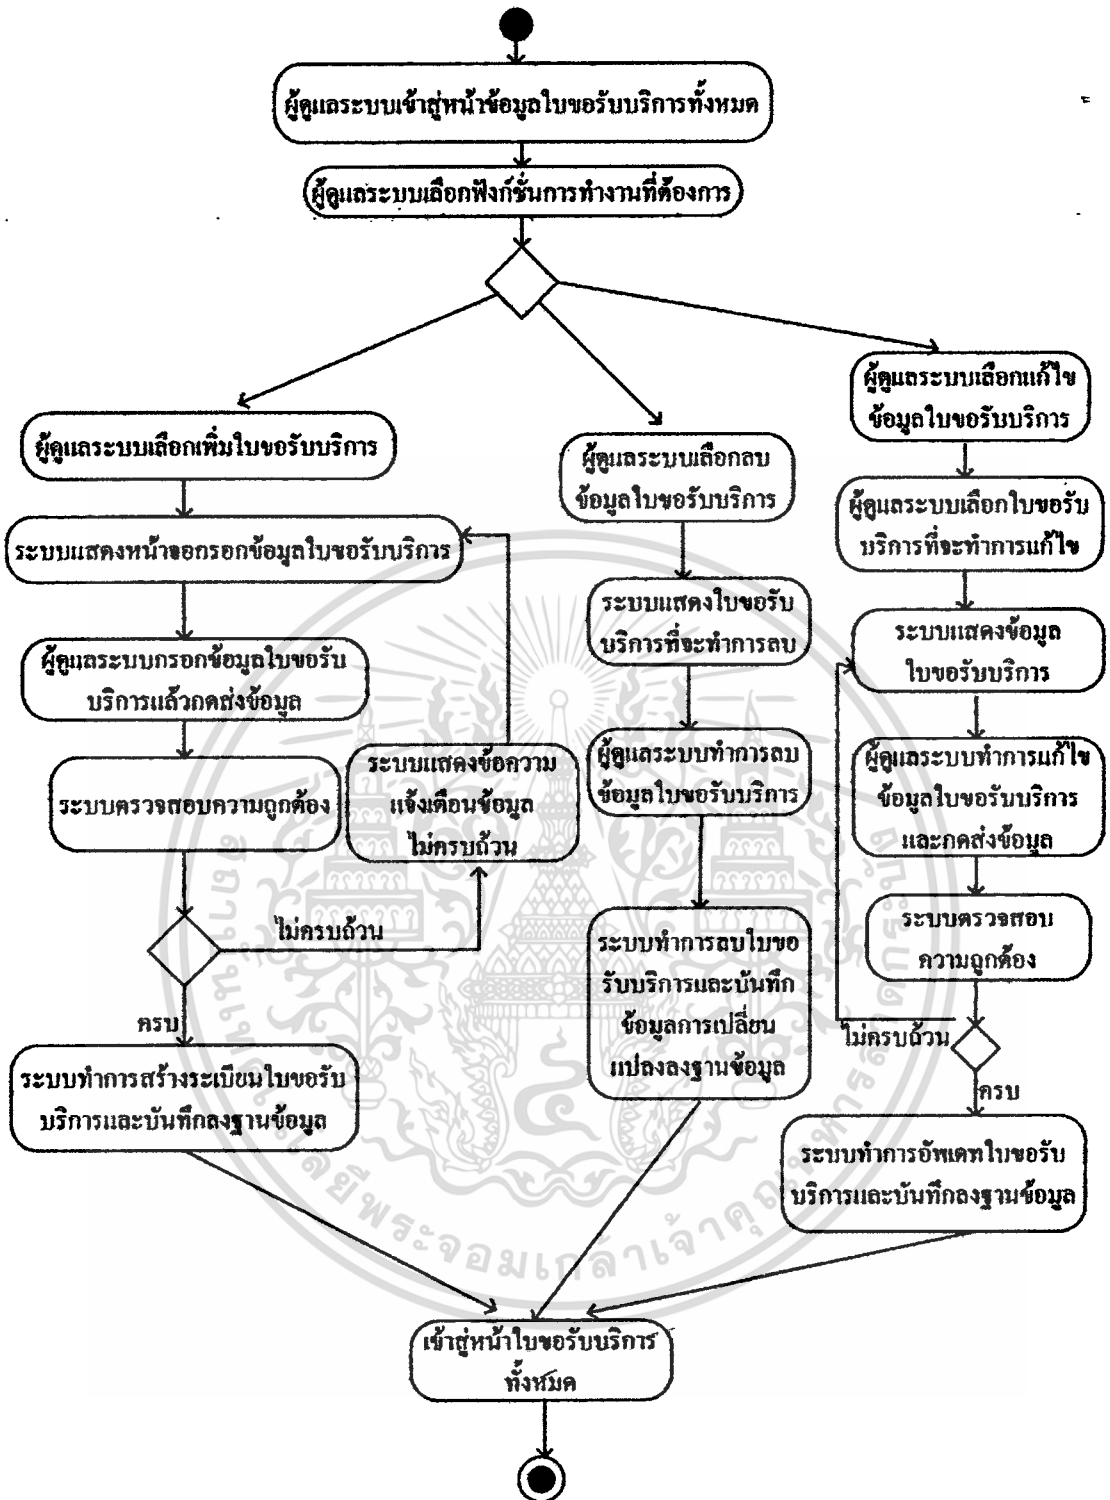 ผู้ดูแลระบบเข้าสู่หน้าข้อมูลใบขอรับบริการทั้งหมด
ผู้ดูแลระบบเลือกฟังก์ชั่นการทำงานที่ต้องการ
ผู้ดูแลระบบเลือกเพิ่มใบขอรับบริการ
ระบบแสดงหน้าจอกรอกข้อมูลใบขอรับบริการ
ผู้ดูแลระบบกรอกข้อมูลใบขอรับ
บริการแล้วกดส่งข้อมูล
ระบบตรวจสอบความถูกต้อง
ระบบแสดงข้อความ
แจ้งเตือนข้อมูล
ไม่ครบถ้วน
ไม่ครบถ้วน
ครบ
ระบบทำการสร้างระเบียนใบขอรับ
บริการและบันทึกลงฐานข้อมูล
ผู้ดูแลระบบเลือกลบ
ข้อมูลใบขอรับบริการ
ระบบแสดงใบขอรับ
บริการที่จะทำการลบ
ผู้ดูแลระบบทำการลบ
ข้อมูลใบขอรับบริการ
ระบบทำการลบใบขอ
รับบริการและบันทึก
ข้อมูลการเปลี่ยน
แปลงลงฐานข้อมูล
ผู้ดูแลระบบเลือกแก้ไข
ข้อมูลใบขอรับบริการ
ผู้ดูแลระบบเลือกใบขอรับ
บริการที่จะทำการแก้ไข
ระบบแสดงข้อมูล
ใบขอรับบริการ
ผู้ดูแลระบบทำการแก้ไข
ข้อมูลใบขอรับบริการ
และกดส่งข้อมูล
ระบบตรวจสอบ
ความถูกต้อง
ไม่ครบถ้วน
ครบ
ระบบทำการอัพเดทใบขอรับ
บริการและบันทึกลงฐานข้อมูล
เข้าสู่หน้าใบขอรับบริการ
ทั้งหมด
พระจอมเกล้าเจ้าคุณทหารลาดกระบัง